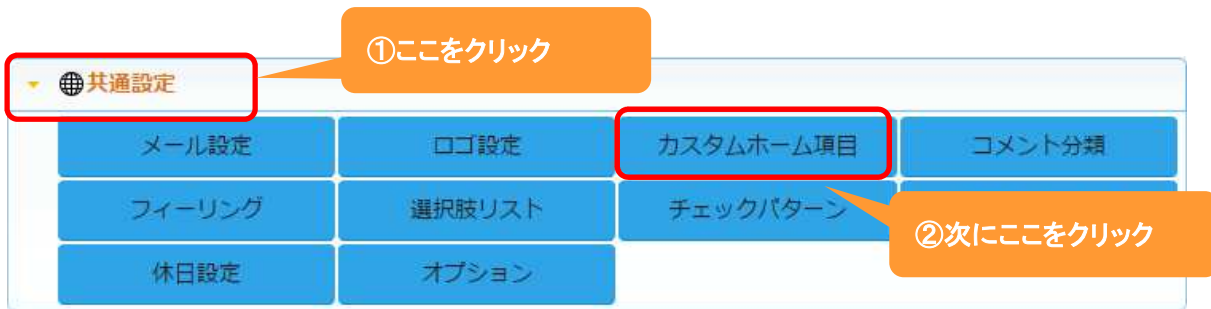 ①ここをクリック
共通設定
メール設定 ロゴ設定 カスタムホーム項目 コメント分類
フィーリング 選択肢リスト チェックパターン
②次にここをクリック
休日設定 オプション